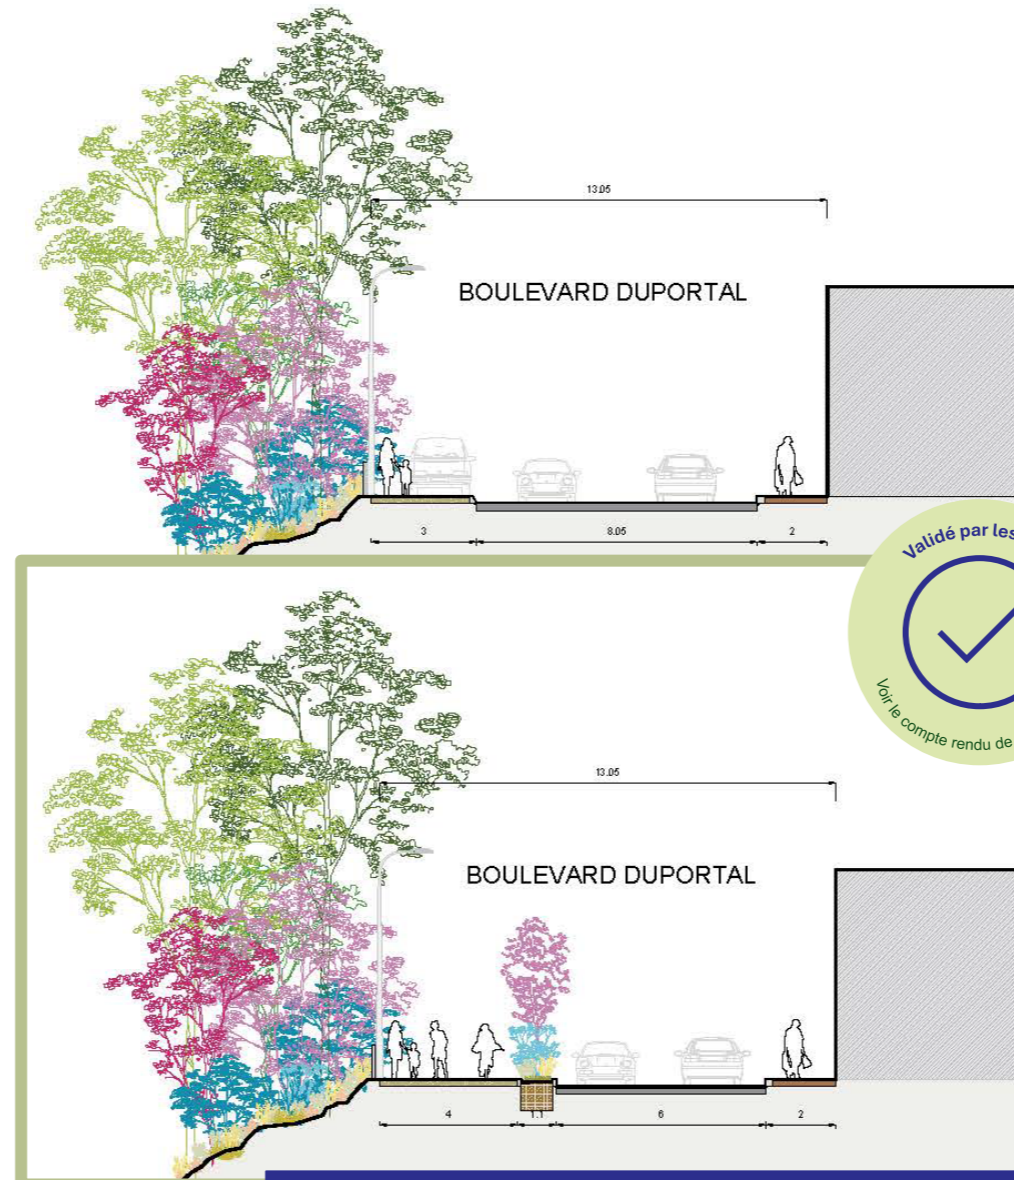 13.05
BOULEVARD DUPORTAL
3
8.05
2
Validé par les
Voir le compte rendu de
13.05
BOULEVARD DUPORTAL
4
1.1
6
2